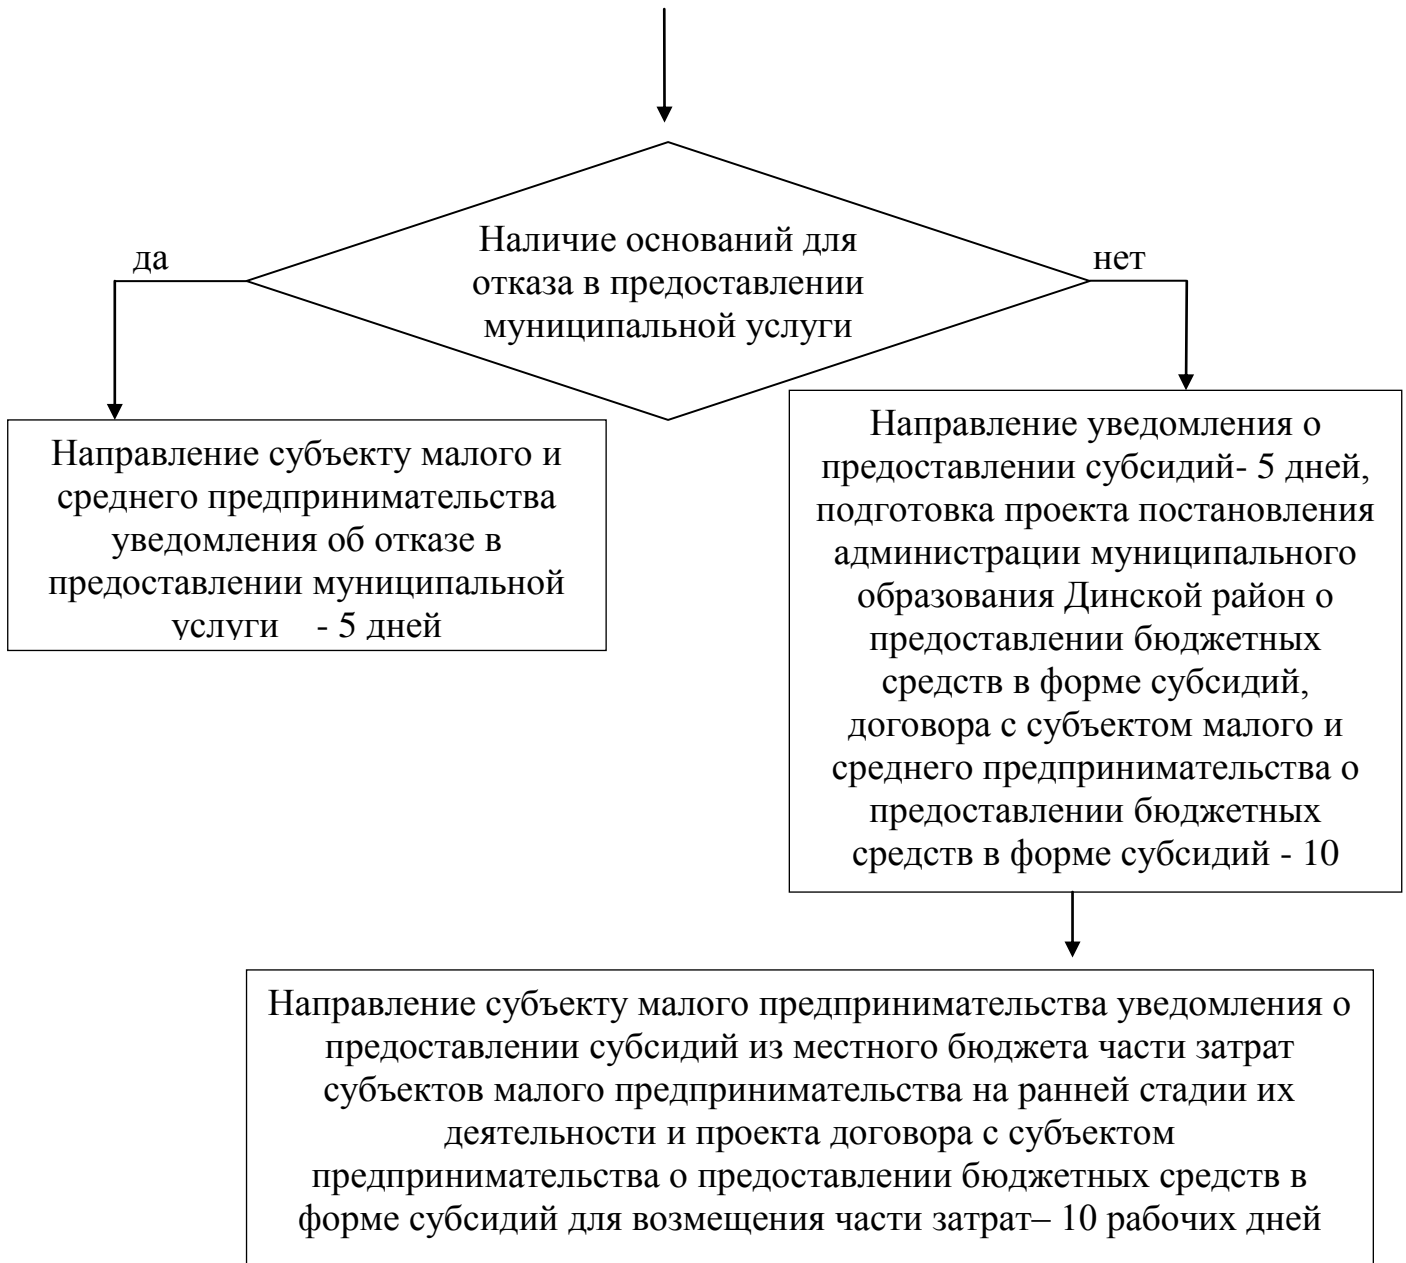 Наличие оснований для
отказа в предоставлении
муниципальной услуги
да
нет
Направление субъекту малого и
среднего предпринимательства
уведомления об отказе в
предоставлении муниципальной
услуги - 5 дней
Направление уведомления о
предоставлении субсидий- 5 дней,
подготовка проекта постановления
администрации муниципального
образования Динской район о
предоставлении бюджетных
средств в форме субсидий,
договора с субъектом малого и
среднего предпринимательства о
предоставлении бюджетных
средств в форме субсидий - 10
Направление субъекту малого предпринимательства уведомления о
предоставлении субсидий из местного бюджета части затрат
субъектов малого предпринимательства на ранней стадии их
деятельности и проекта договора с субъектом
предпринимательства о предоставлении бюджетных средств в
форме субсидий для возмещения части затрат– 10 рабочих дней